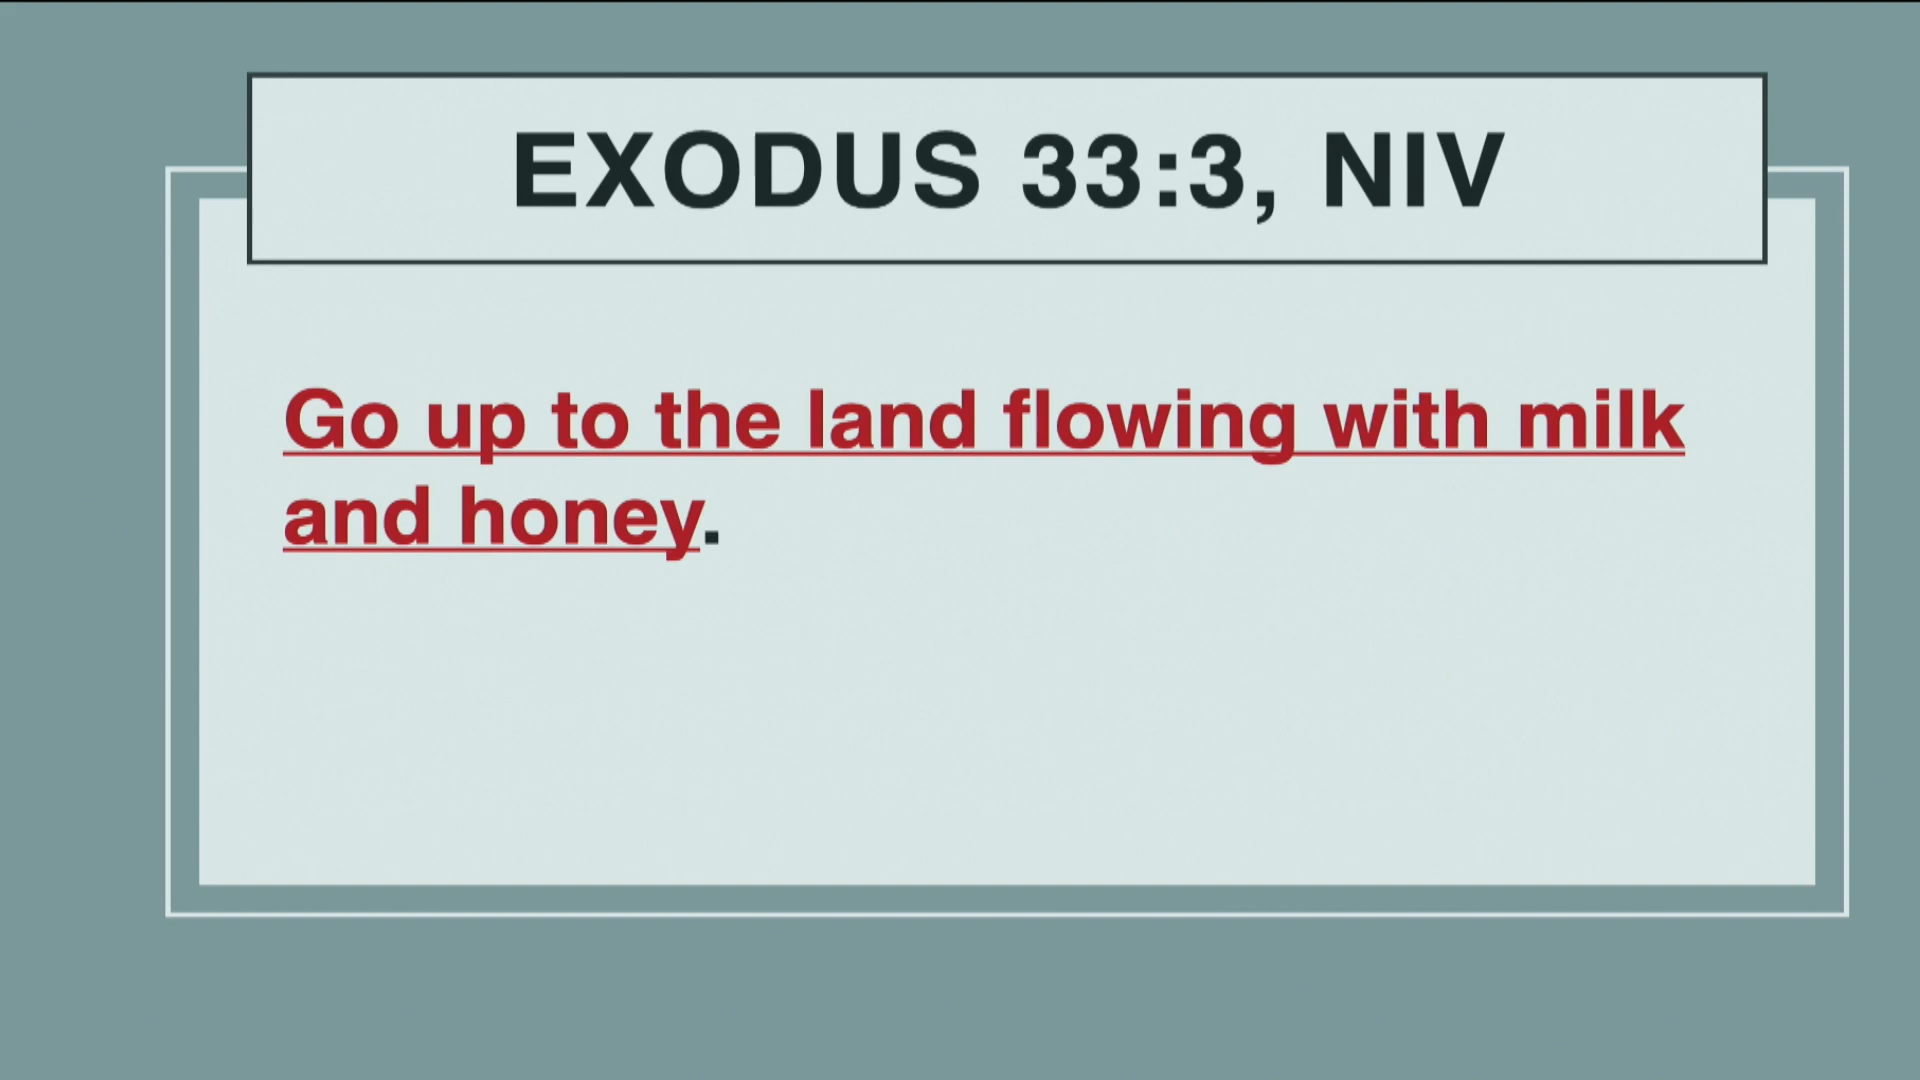 EXODUS 33:3, NIV
Go up to the land flowing with milk
and honey.